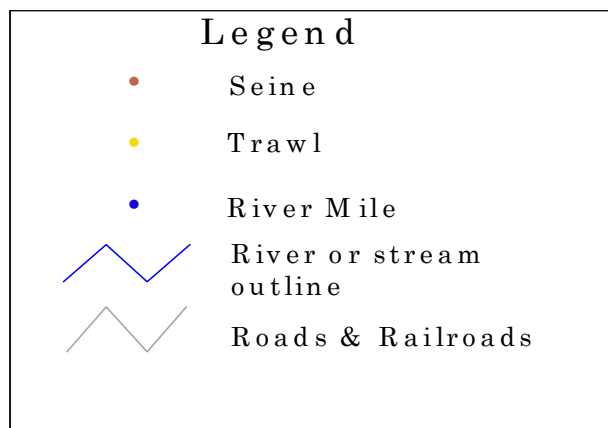 Legend
Seine
Trawl
River Mile
River or stream
outline
Roads & Railroads